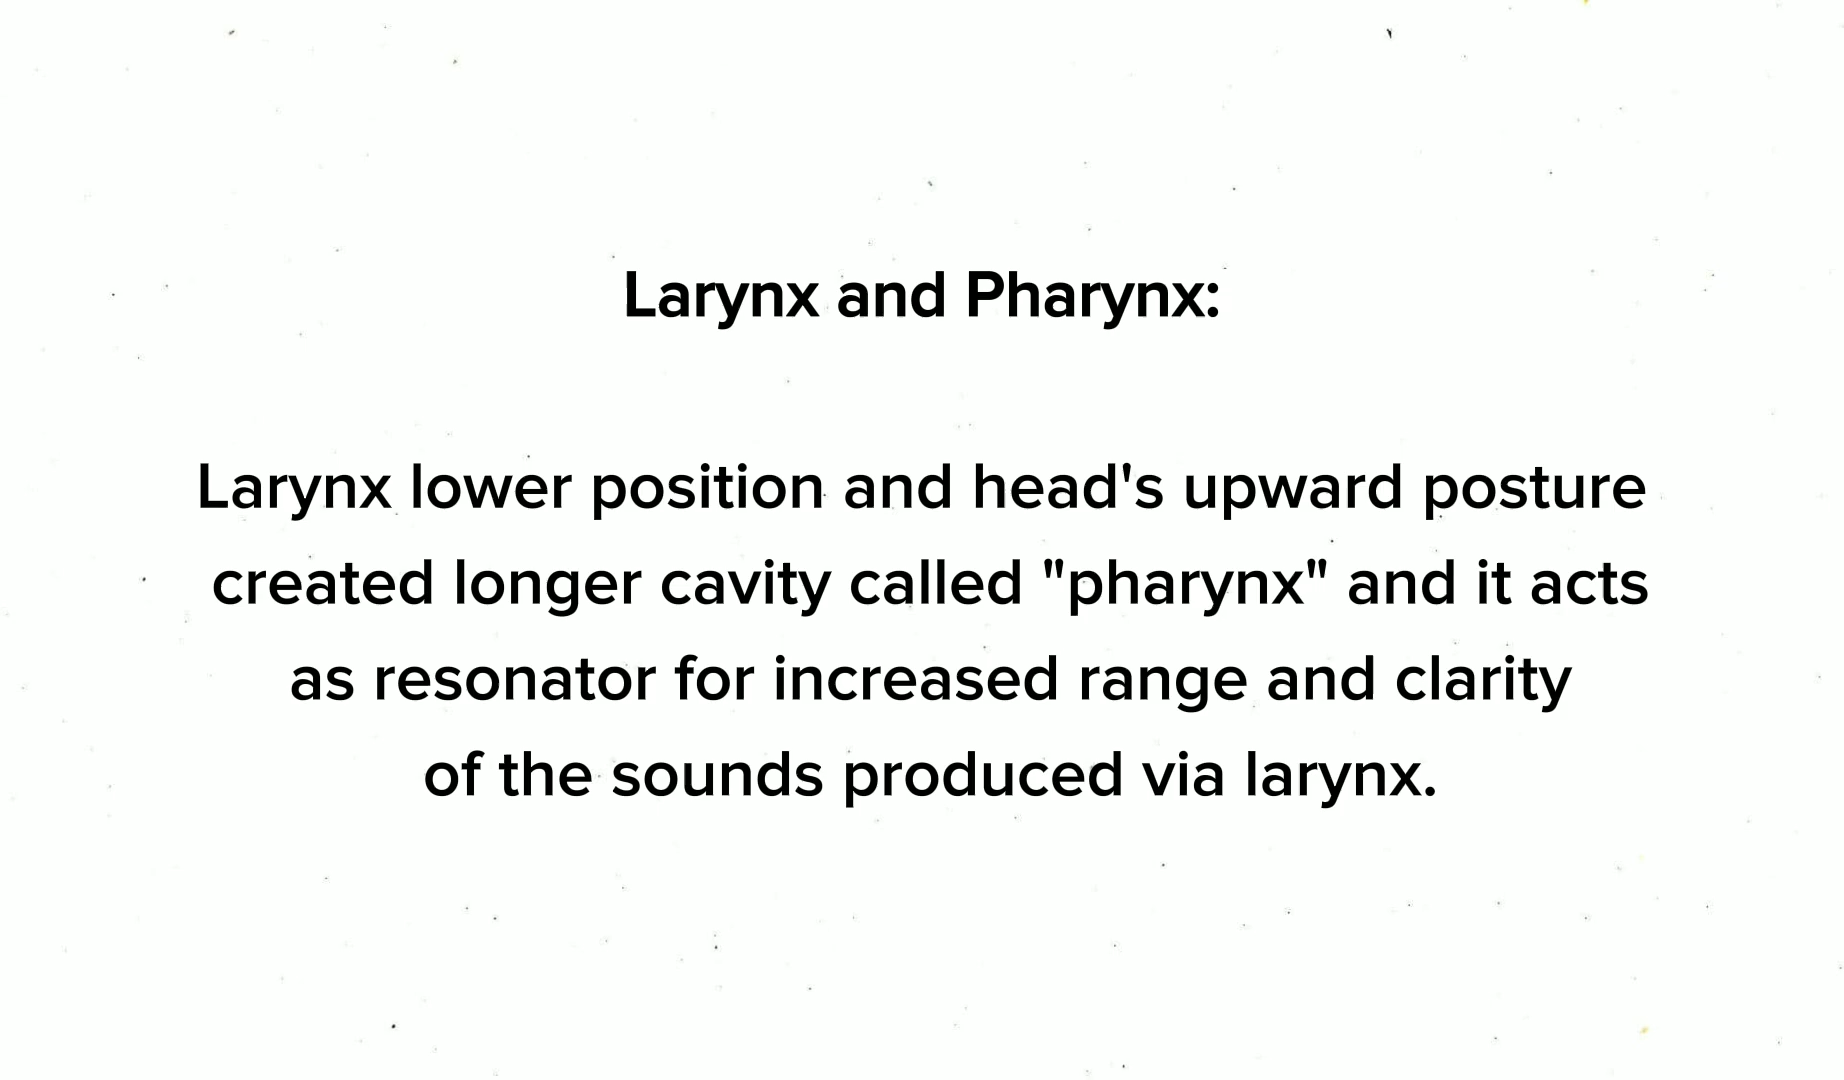 Larynx and Pharynx:
Larynx lower position and head's upward posture
created longer cavity called "pharynx" and it acts
as resonator for increased range and clarity
of the sounds produced via larynx.